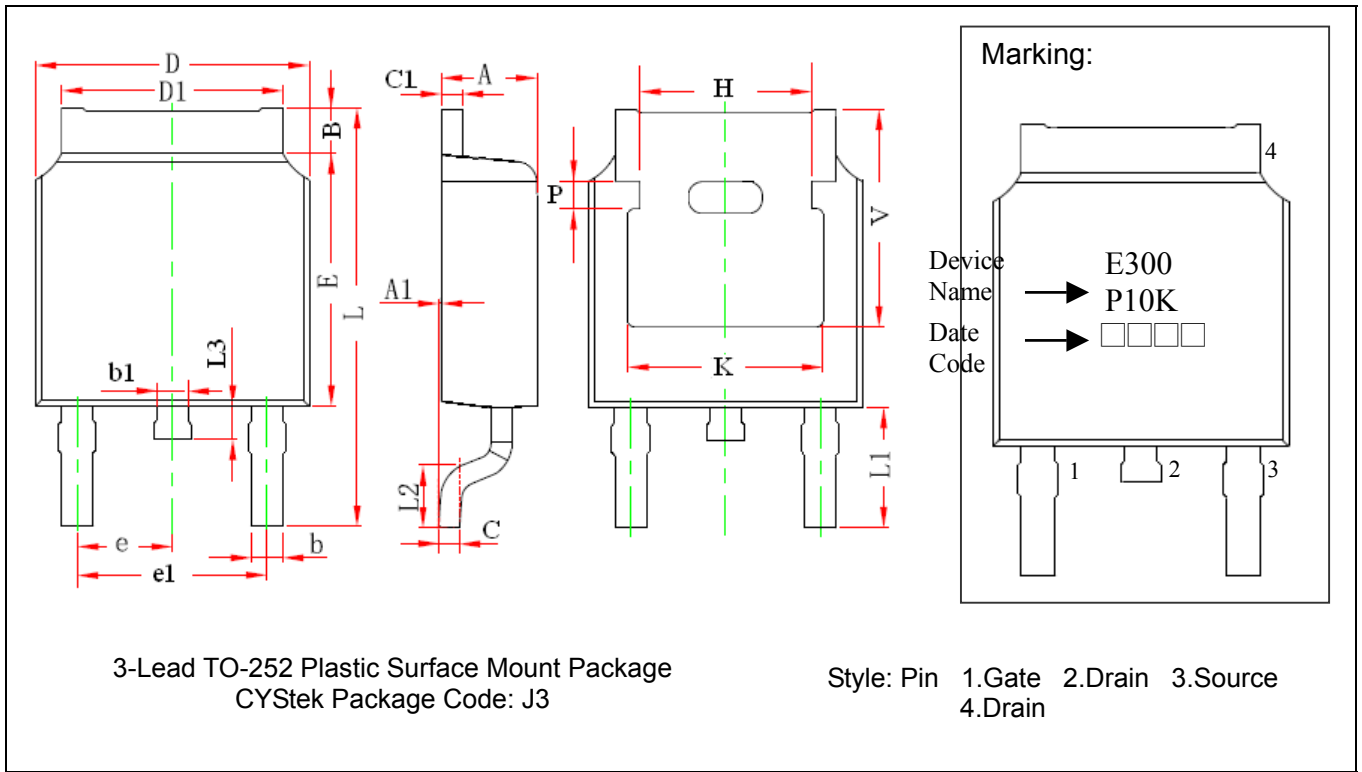 D
D1
B
E
L
L3
b1
e
e1
b
C1
A
A1
L2
C
H
P
V
K
L1
Marking:
4
Device
Name
E300
P10K
Date
Code
□□□□
1
2
3
3-Lead TO-252 Plastic Surface Mount Package
CYStek Package Code: J3
Style: Pin 1.Gate 2.Drain 3.Source
4.Drain